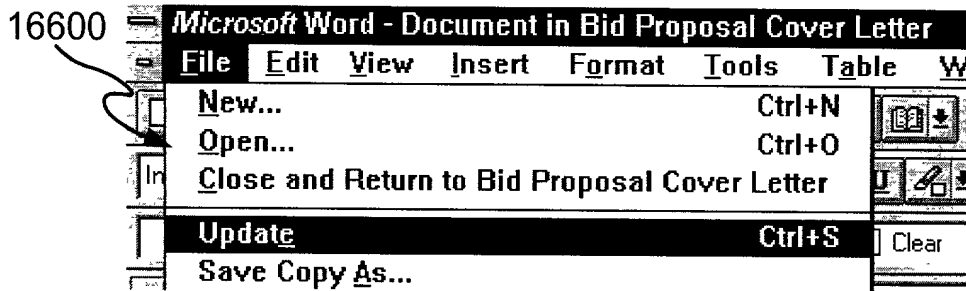 16600
Microsoft Word - Document in Bid Proposal Cover Letter
File Edit View Insert Format Tools Table W
New... Ctrl+N
Open... Ctrl+O
In
Close and Return to Bid Proposal Cover Letter
U
Update Ctrl+S
Clear
Save Copy As...